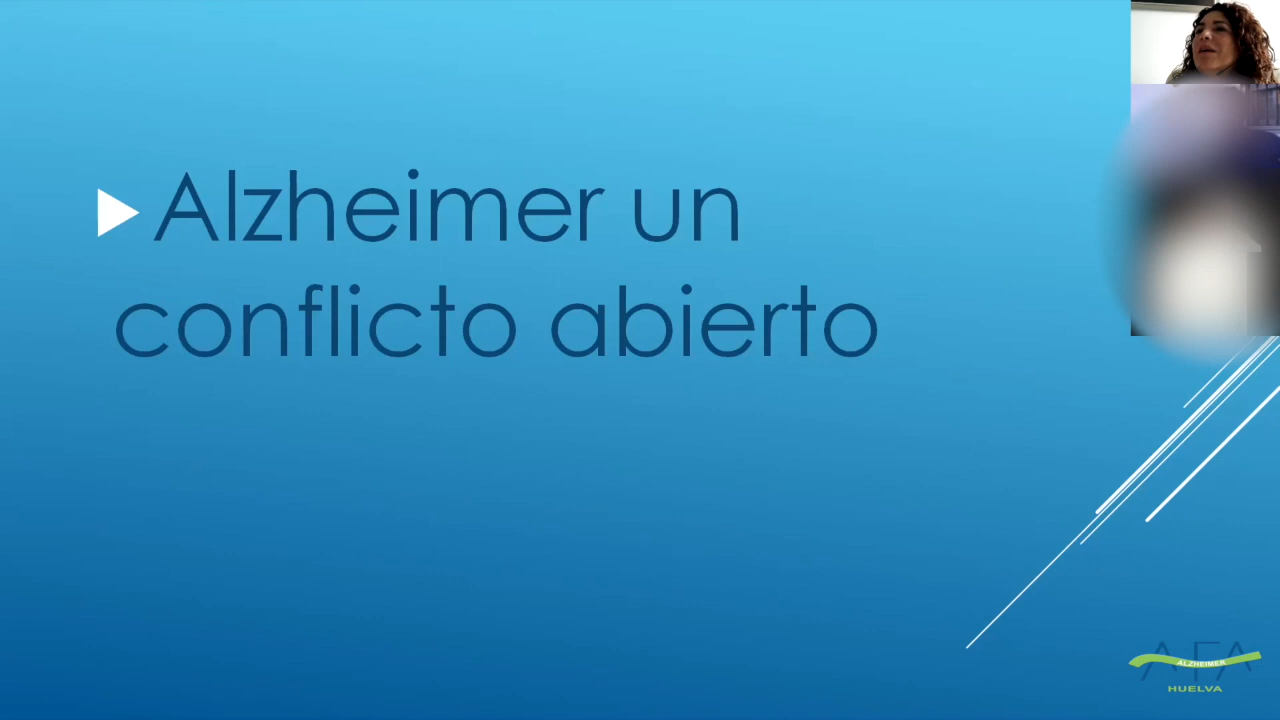 Alzheimer un
conflicto abierto
AFA
ALZHEIMER
HUELVA